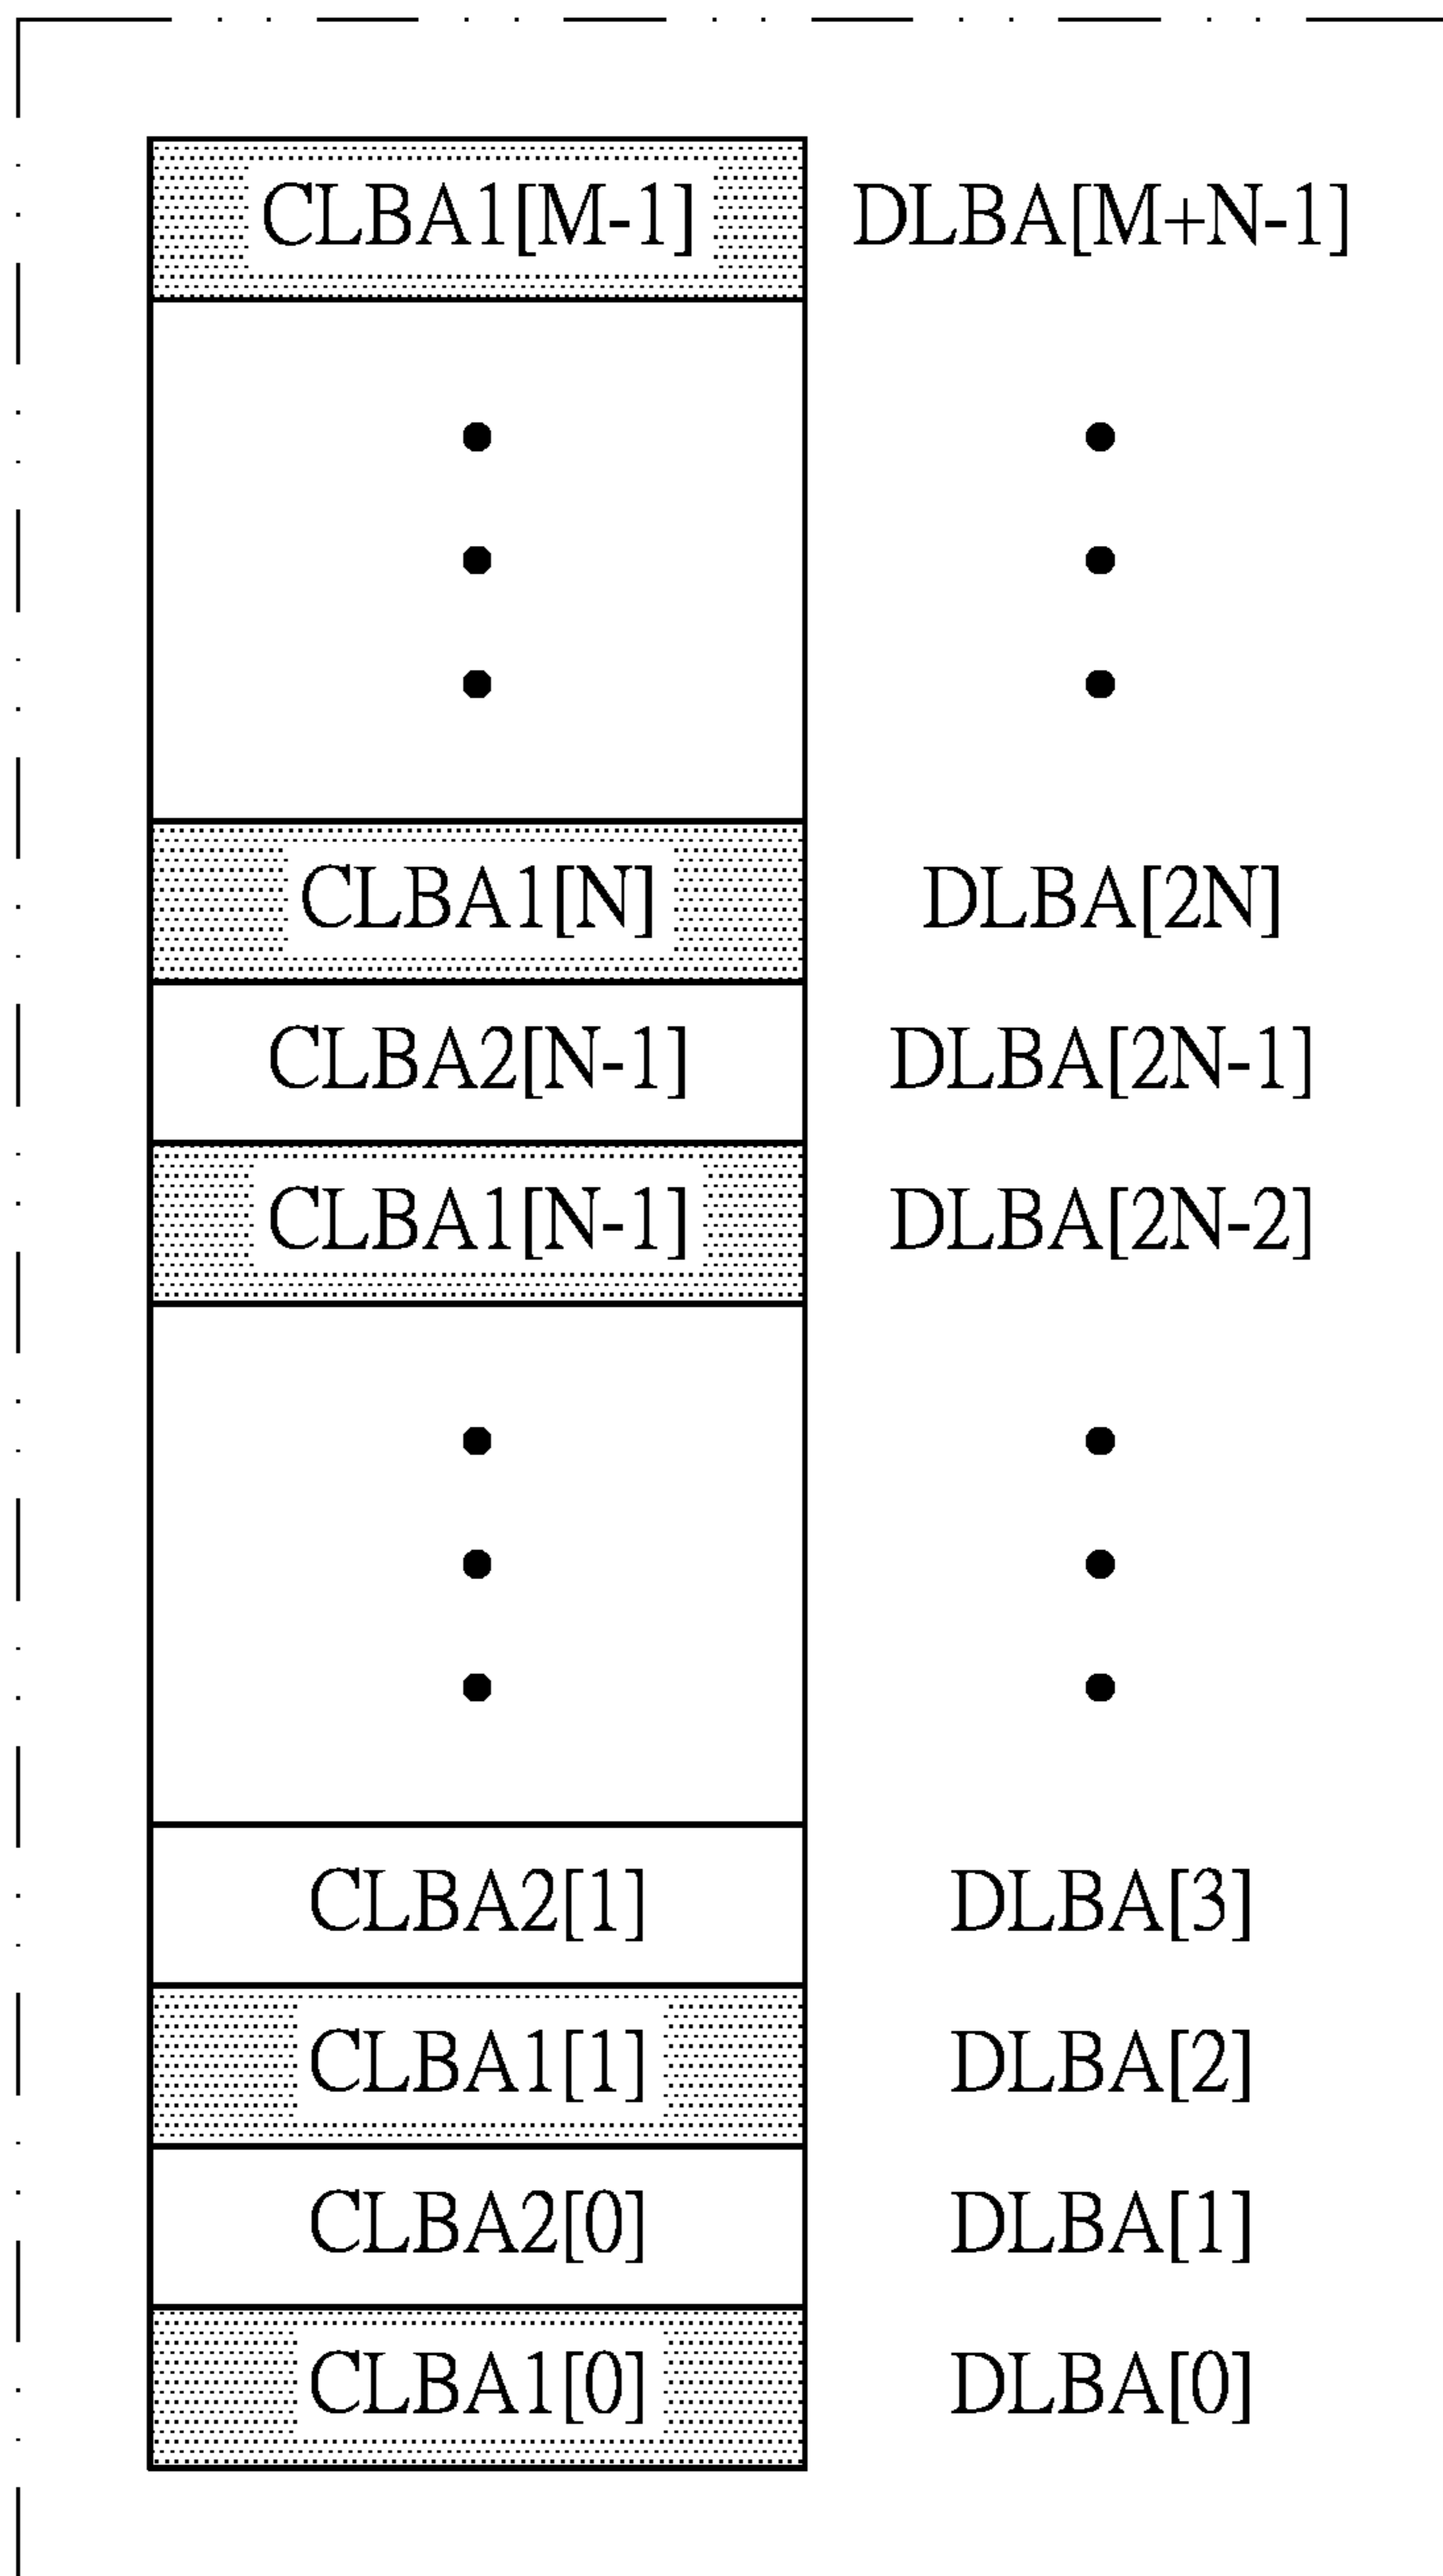 CLBA1[M-1] DLBA[M+N-1]
CLBA1[N] DLBA[2N]
CLBA2[N-1] DLBA[2N-1]
CLBA1[N-1] DLBA[2N-2]
CLBA2[1] DLBA[3]
CLBA1[1] DLBA[2]
CLBA2[0] DLBA[1]
CLBA1[0] DLBA[0]